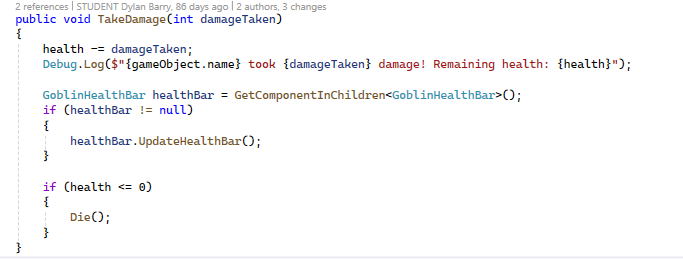 2 references | STUDENT Dylan Barry, 86 days ago | 2 authors, 3 changes
public void TakeDamage(int damageTaken)
{
    health -= damageTaken;
    Debug.Log($"{gameObject.name} took {damageTaken} damage! Remaining health: {health}");

    GoblinHealthBar healthBar = GetComponentInChildren<GoblinHealthBar>();
    if (healthBar != null)
    {
        healthBar.UpdateHealthBar();
    }

    if (health <= 0)
    {
        Die();
    }
}